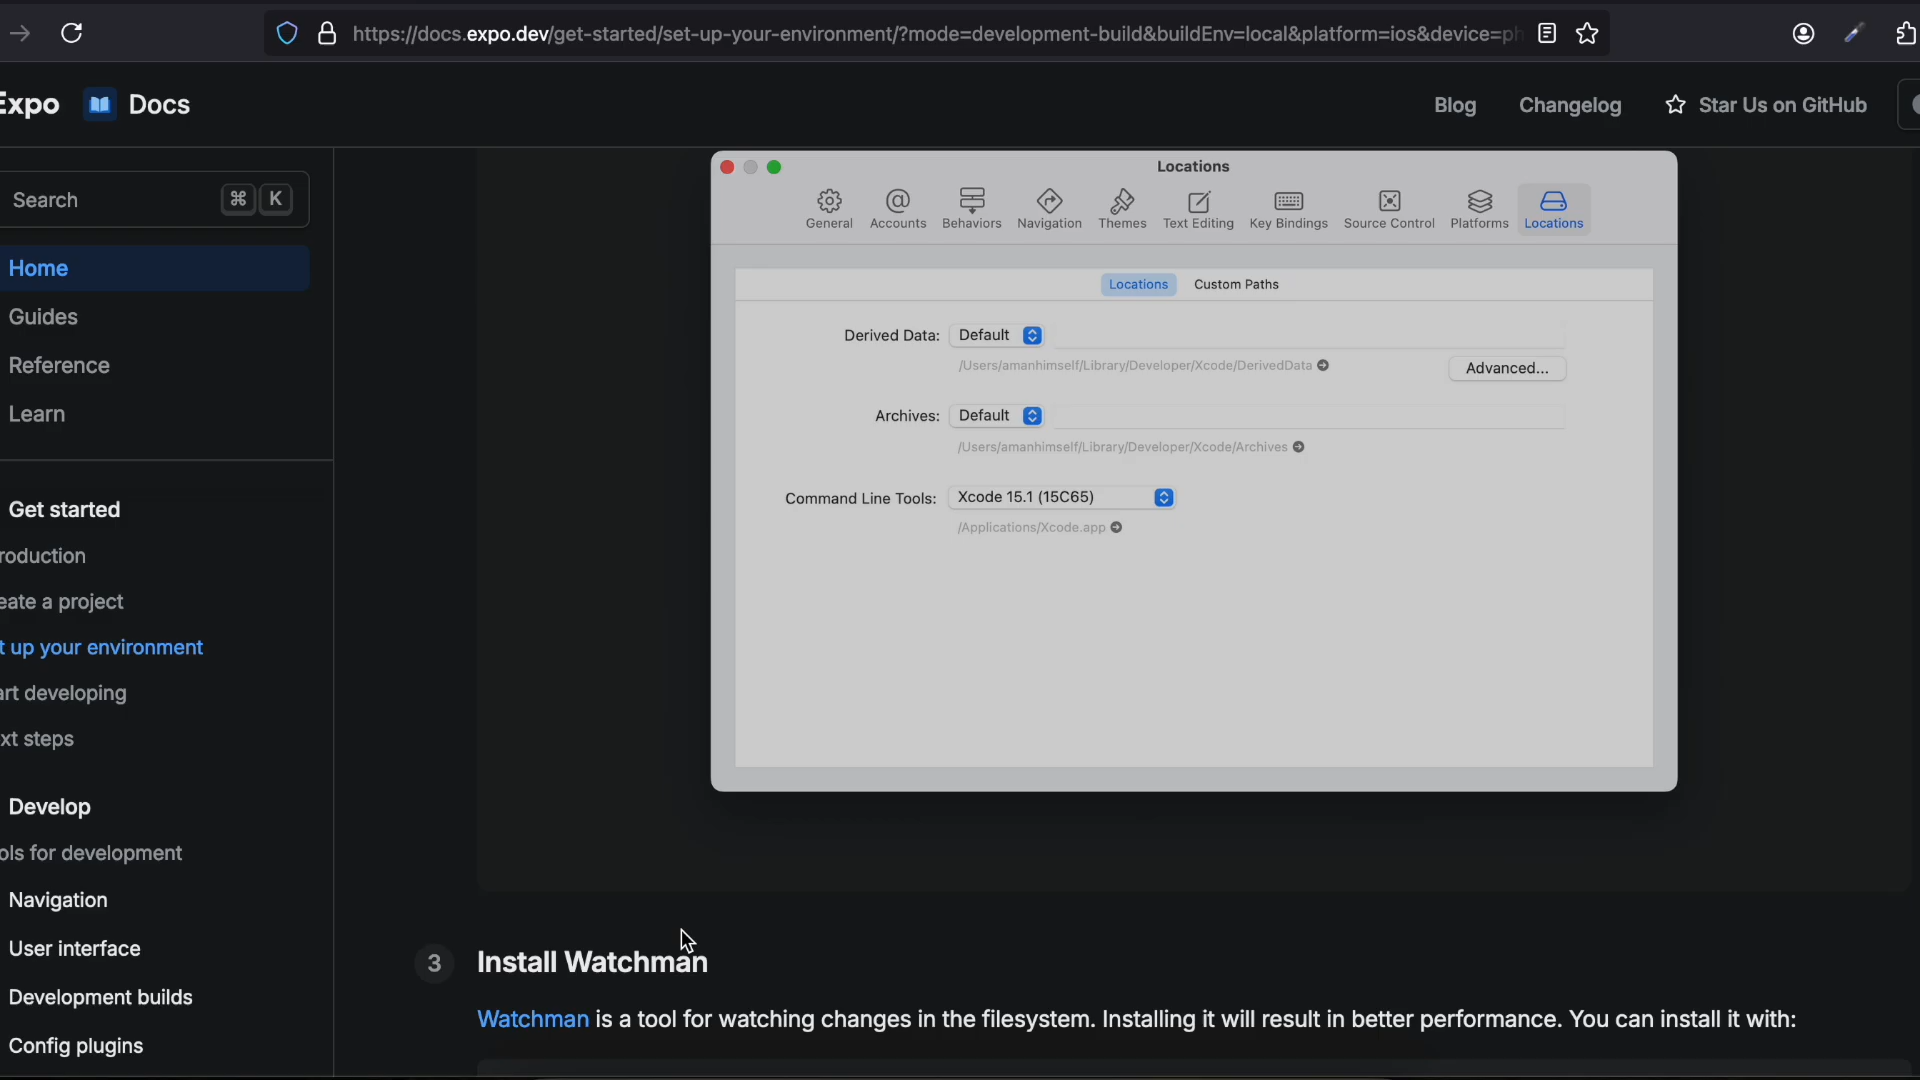 https://docs.expo.dev/get-started/set-up-your-environment/?mode=development-build&buildEnv=local&platform=ios&device=ph
Expo Docs
Blog Changelog Star Us on GitHub
Search ⌘ K
Home
Guides
Reference
Learn
Get started
roduction
eate a project
t up your environment
art developing
xt steps
Develop
ols for development
Navigation
User interface
Development builds
Config plugins
Locations
General Accounts Behaviors Navigation Themes Text Editing Key Bindings Source Control Platforms Locations
Locations Custom Paths
Derived Data: Default
/Users/amanhimself/Library/Developer/Xcode/DerivedData
Advanced...
Archives: Default
/Users/amanhimself/Library/Developer/Xcode/Archives
Command Line Tools: Xcode 15.1 (15C65)
/Applications/Xcode.app
3 Install Watchman
Watchman is a tool for watching changes in the filesystem. Installing it will result in better performance. You can install it with: